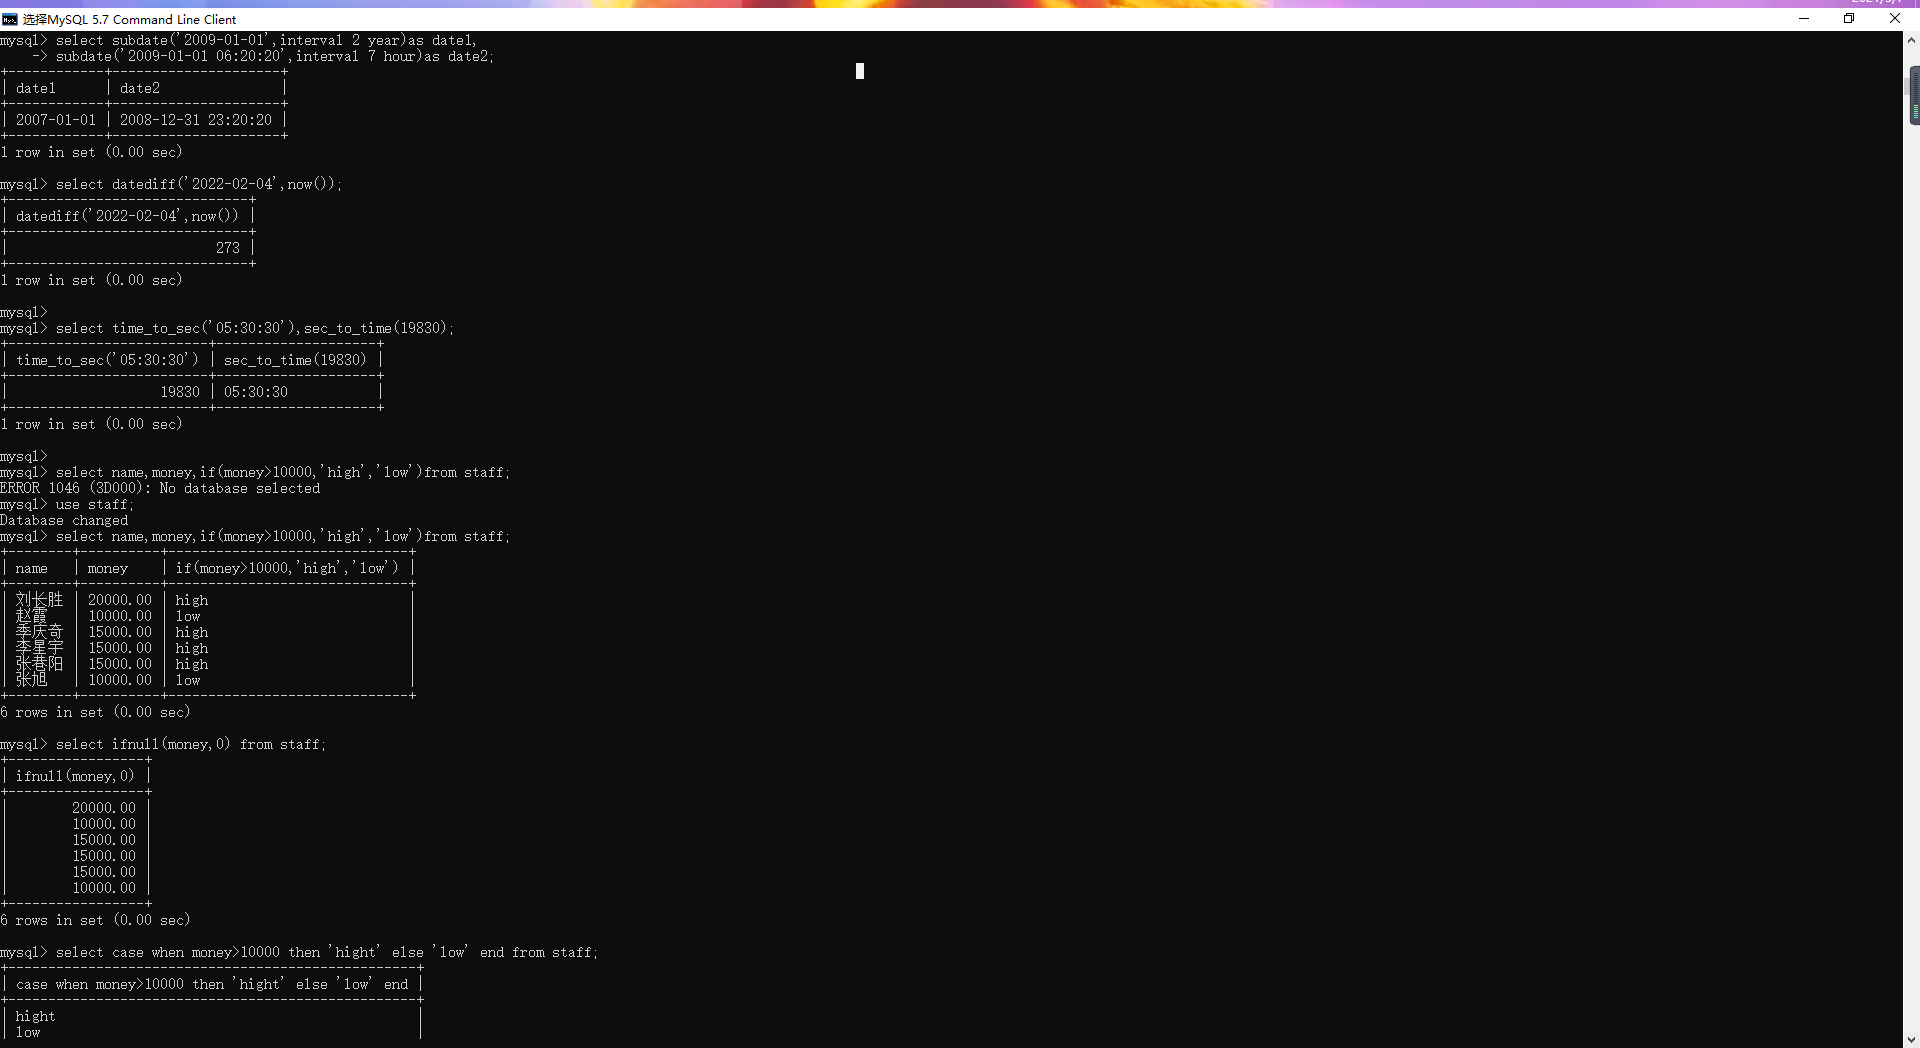 选择MySQL 5.7 Command Line Client
mysql> select subdate('2009-01-01',interval 2 year)as date1,
    -> subdate('2009-01-01 06:20:20',interval 7 hour)as date2;
+------------+---------------------+
| date1      | date2               |
+------------+---------------------+
| 2007-01-01 | 2008-12-31 23:20:20 |
+------------+---------------------+
1 row in set (0.00 sec)
mysql> select datediff('2022-02-04',now());
+------------------------------+
| datediff('2022-02-04',now()) |
+------------------------------+
|                          273 |
+------------------------------+
1 row in set (0.00 sec)
mysql>
mysql> select time_to_sec('05:30:30'),sec_to_time(19830);
+-------------------------+--------------------+
| time_to_sec('05:30:30') | sec_to_time(19830) |
+-------------------------+--------------------+
|                   19830 | 05:30:30           |
+-------------------------+--------------------+
1 row in set (0.00 sec)
mysql>
mysql> select name,money,if(money>10000,'high','low')from staff;
ERROR 1046 (3D000): No database selected
mysql> use staff;
Database changed
mysql> select name,money,if(money>10000,'high','low')from staff;
+--------+----------+------------------------------+
| name   | money    | if(money>10000,'high','low') |
+--------+----------+------------------------------+
| 刘长胜 | 20000.00 | high                         |
| 赵霞   | 10000.00 | low                          |
| 季庆奇 | 15000.00 | high                         |
| 李星宇 | 15000.00 | high                         |
| 张巷阳 | 15000.00 | high                         |
| 张旭   | 10000.00 | low                          |
+--------+----------+------------------------------+
6 rows in set (0.00 sec)
mysql> select ifnull(money,0) from staff;
+-----------------+
| ifnull(money,0) |
+-----------------+
|        20000.00 |
|        10000.00 |
|        15000.00 |
|        15000.00 |
|        15000.00 |
|        10000.00 |
+-----------------+
6 rows in set (0.00 sec)
mysql> select case when money>10000 then 'hight' else 'low' end from staff;
+---------------------------------------------------+
| case when money>10000 then 'hight' else 'low' end |
+---------------------------------------------------+
| hight                                             |
| low                                               |